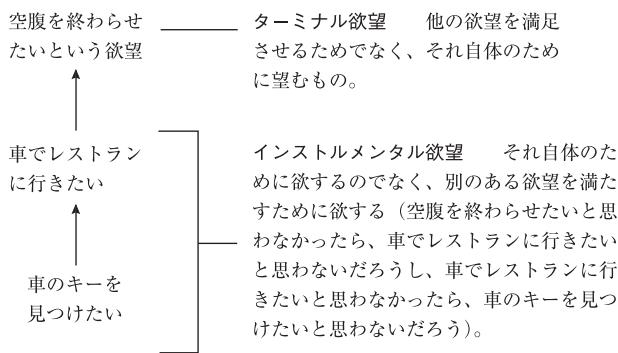 空腹を終わらせ
たいという欲望
ターミナル欲望　　他の欲望を満足
させるためでなく、それ自体のため
に望むもの。
車でレストラン
に行きたい
インストルメンタル欲望　　それ自体のた
めに欲するのでなく、別のある欲望を満た
すために欲する（空腹を終わらせたいと思
わなかったら、車でレストランに行きたい
と思わないだろうし、車でレストランに行
きたいと思わなかったら、車のキーを見つ
けたいと思わないだろう）。
車のキーを
見つけたい